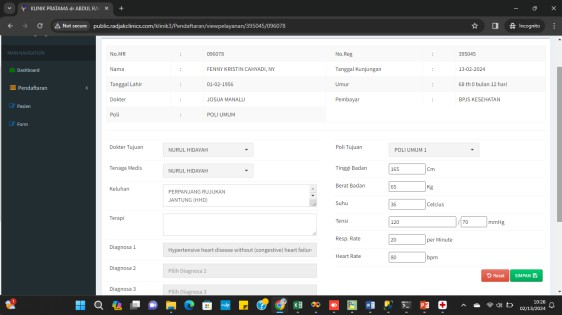 KLINIK PRATAMA dr ABDUL RA
Not secure public.radjakclinics.com/klinik3/Pendaftaran/viewpelayanan/395045/096078
Incognito
MAIN NAVIGATION
Dashboard
Pendaftaran
Pasien
Form
No.MR : 096078 No.Reg : 395045
Nama : FENNY KRISTIN CAHYADI, NY Tanggal Kunjungan : 13-02-2024
Tanggal Lahir : 01-02-1956 Umur : 68 th 0 bulan 12 hari
Dokter : JOSUA MANALU Pembayar : BPJS KESEHATAN
Poli : POLI UMUM
Dokter Tujuan NURUL HIDAYAH Poli Tujuan POLI UMUM 1
Tenaga Medis NURUL HIDAYAH Tinggi Badan 165 Cm
Keluhan PERPANJANG RUJUKAN Berat Badan 65 Kg
JANTUNG (HHD) Suhu 36 Celcius
Terapi Tensi 120 / 70 mmHg
Resp. Rate 20 per Minute
Diagnosa 1 Hypertensive heart disease without (congestive) heart failur
Heart Rate 80 bpm
Diagnosa 2 Pilih Diagnosa 2
Reset SIMPAN
Diagnosa 3 Pilih Diagnosa 3
10:26
02/13/2024